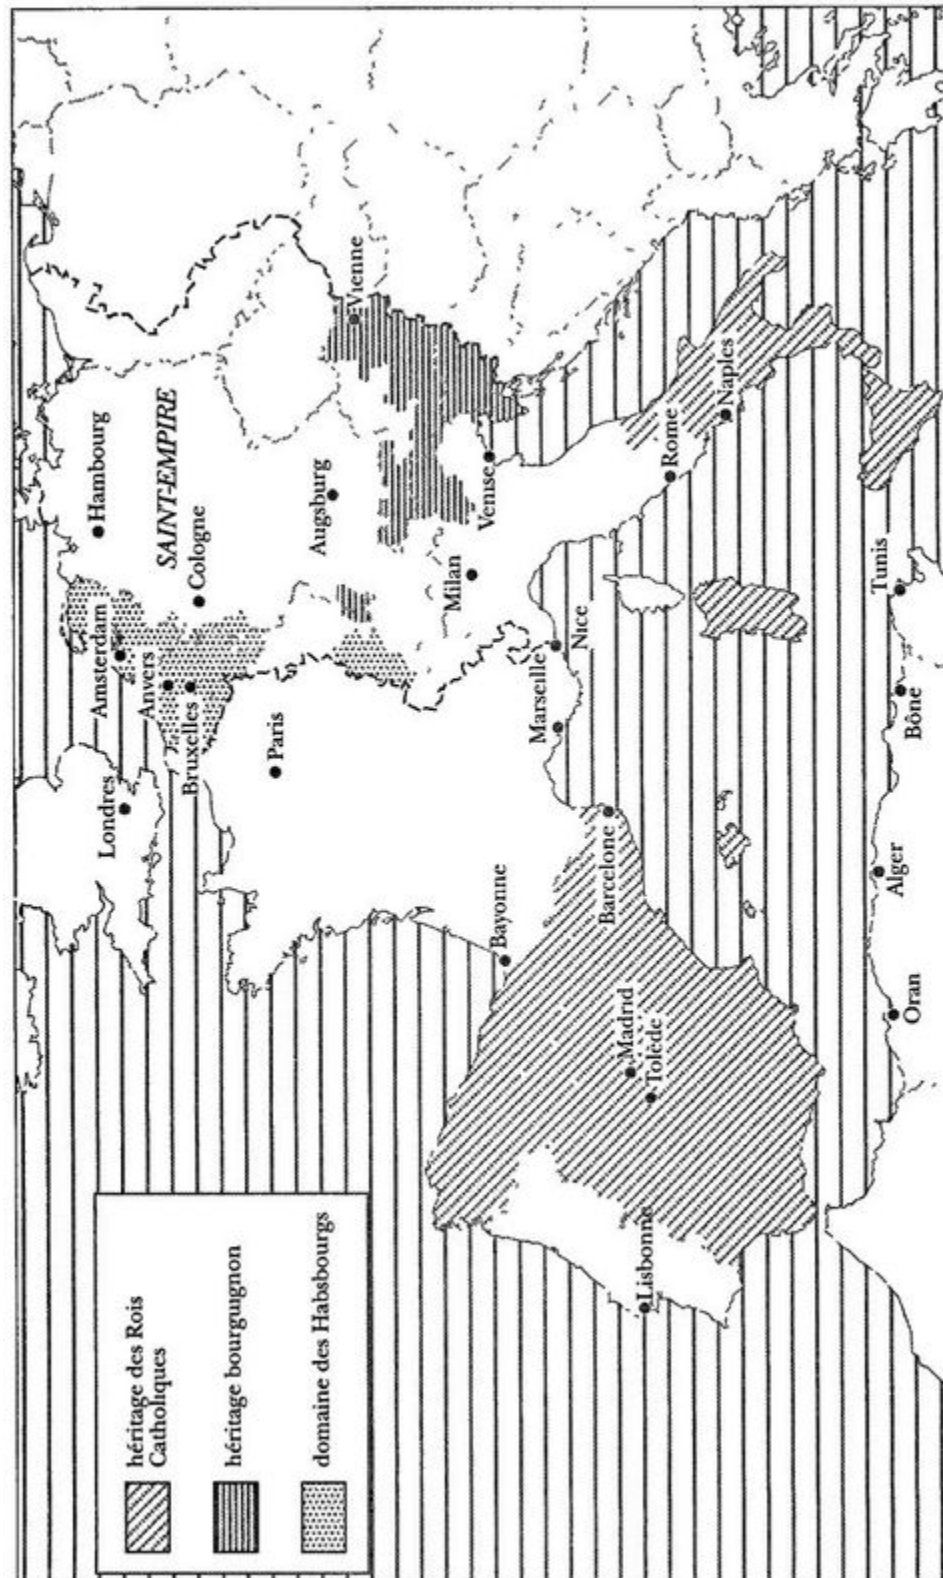 héritage des Rois
Catholiques
héritage bourguignon
domaine des Habsbourgs
Hambourg
SAINT-EMPIRE
Amsterdam
Cologne
Londres
Anvers
Bruxelles
Augsburg
Vienne
Paris
Milan
Venise
Bayonne
Marseille
Nice
Rome
Barcelone
Naples
Madrid
Tolède
Lisbonne
Tunis
Bône
Alger
Oran